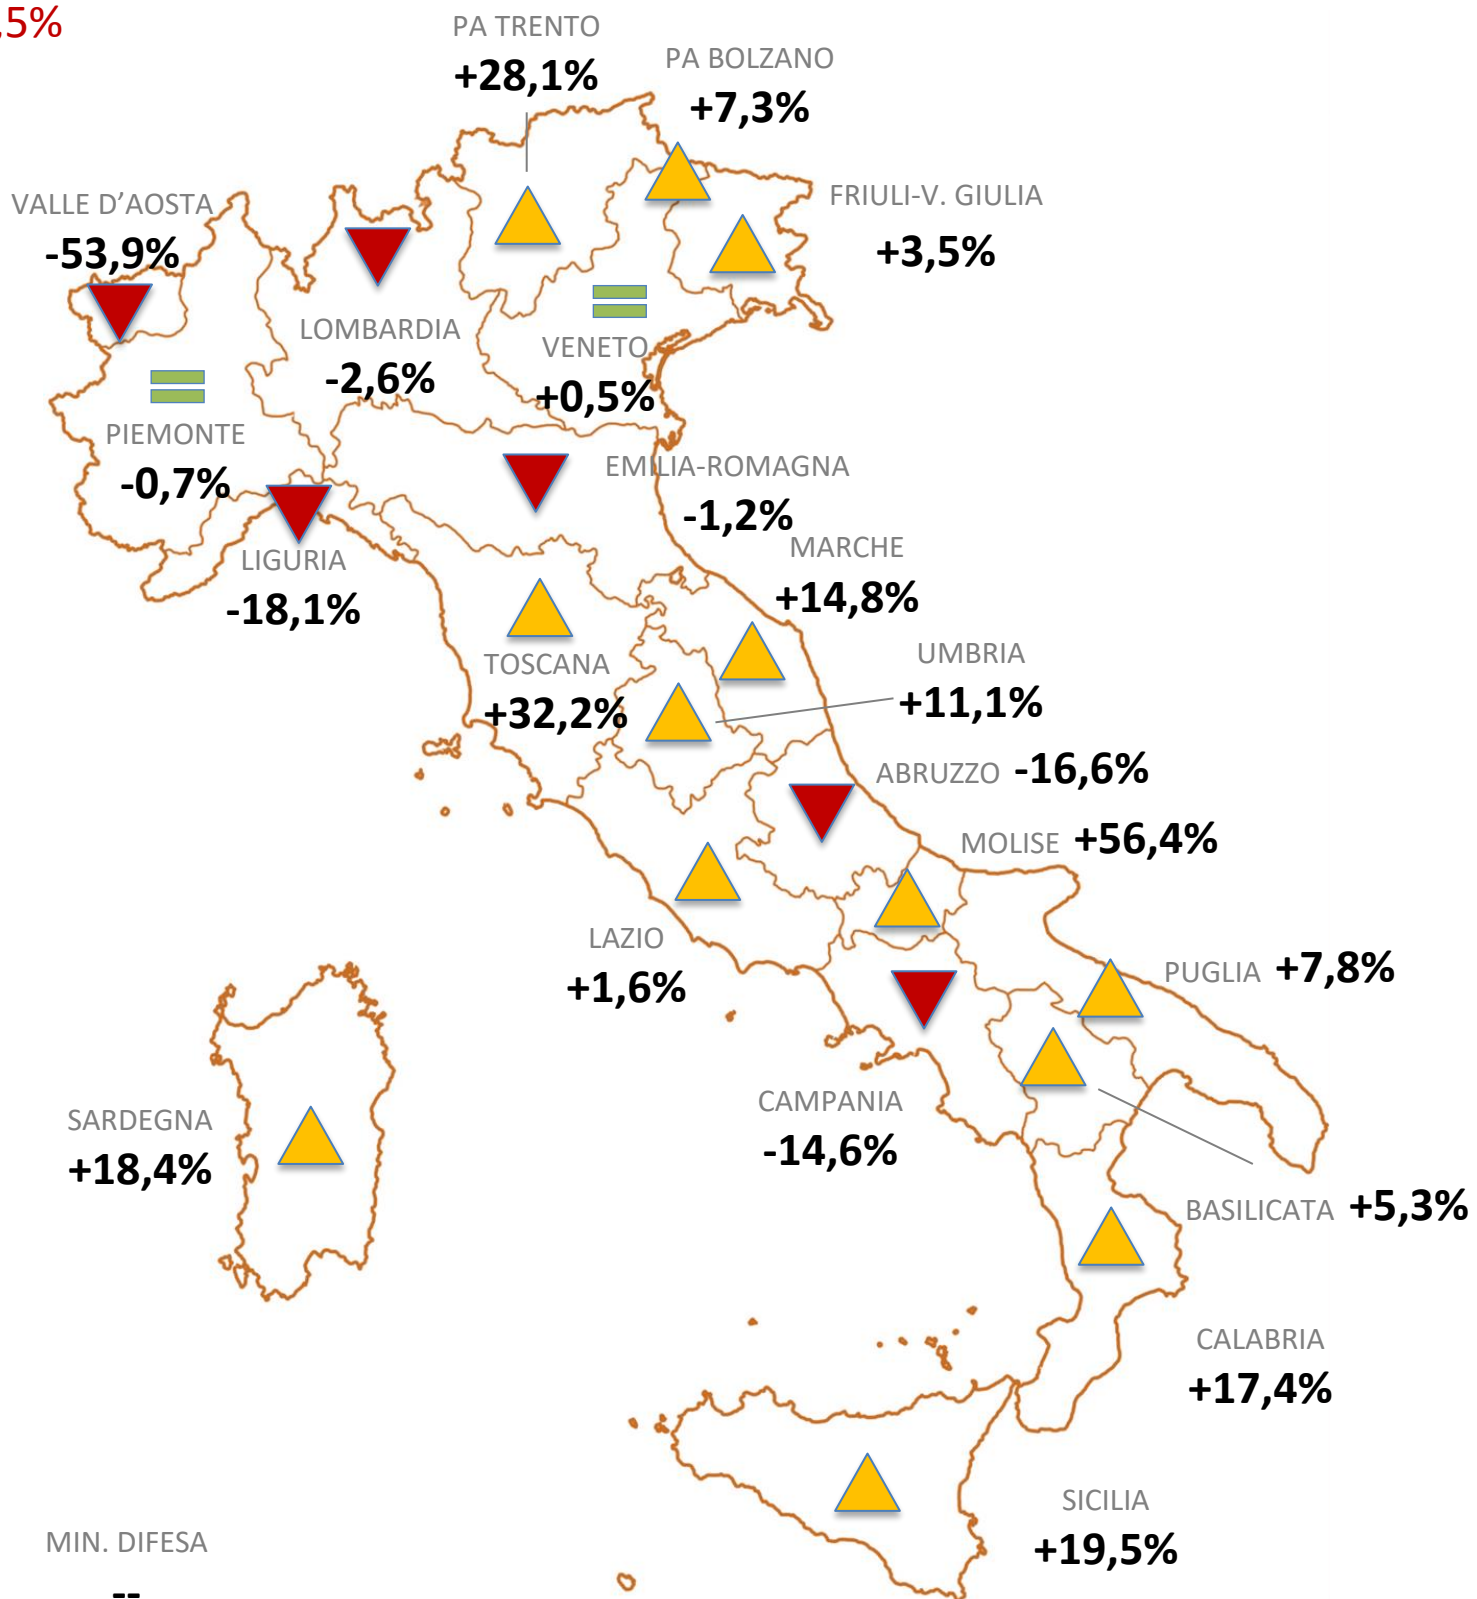 ,5%
PA TRENTO
+28,1%
PA BOLZANO
+7,3%
VALLE D’AOSTA
-53,9%
FRIULI-V. GIULIA
+3,5%
LOMBARDIA
-2,6%
VENETO
+0,5%
PIEMONTE
-0,7%
EMILIA-ROMAGNA
-1,2%
LIGURIA
-18,1%
MARCHE
+14,8%
TOSCANA
+32,2%
UMBRIA
+11,1%
ABRUZZO -16,6%
MOLISE +56,4%
LAZIO
+1,6%
PUGLIA +7,8%
CAMPANIA
-14,6%
SARDEGNA
+18,4%
BASILICATA +5,3%
CALABRIA
+17,4%
SICILIA
+19,5%
MIN. DIFESA
--